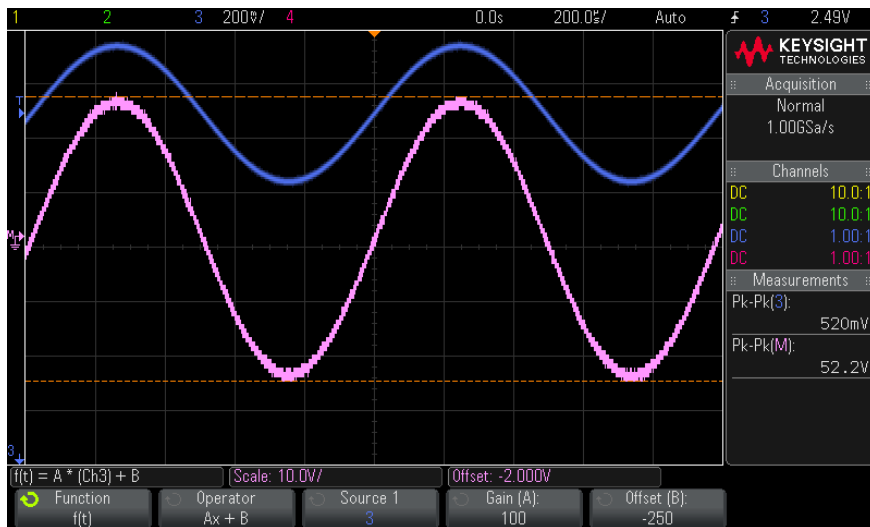 1 2 3 200mV/ 4 0.0s 200.0µs/ Auto 3 2.49V
KEYSIGHT
TECHNOLOGIES
Acquisition
Normal
1.00GSa/s
Channels
DC 10.0:1
DC 10.0:1
DC 1.00:1
DC 1.00:1
Measurements
Pk-Pk(3):
520mV
Pk-Pk(M):
52.2V
T
M
3
f(t) = A * (Ch3) + B Scale: 10.0V/ Offset: -2.000V
Function Operator Source 1 Gain (A): Offset (B):
f(t) Ax + B 3 100 -250